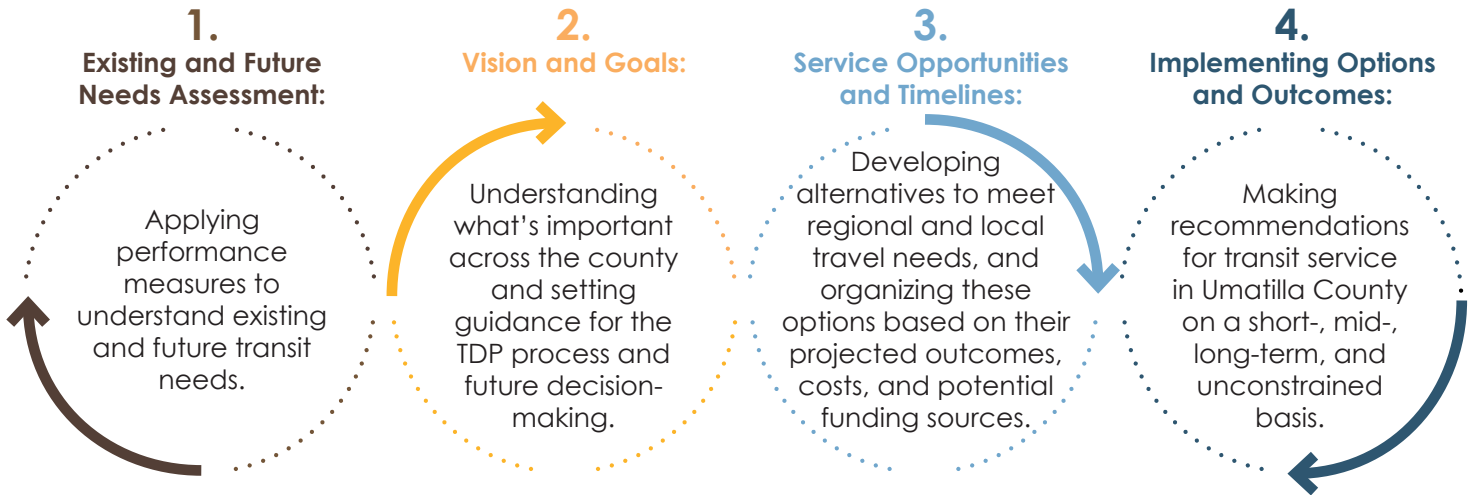 1.
Existing and Future
Needs Assessment:
Applying
performance
measures to
understand existing
and future transit
needs.
2.
Vision and Goals:
Understanding
what's important
across the county
and setting
guidance for the
TDP process and
future decision-
making.
3.
Service Opportunities
and Timelines:
Developing
alternatives to meet
regional and local
travel needs, and
organizing these
options based on their
projected outcomes,
costs, and potential
funding sources.
4.
Implementing Options
and Outcomes:
Making
recommendations
for transit service
in Umatilla County
on a short-, mid-,
long-term, and
unconstrained
basis.